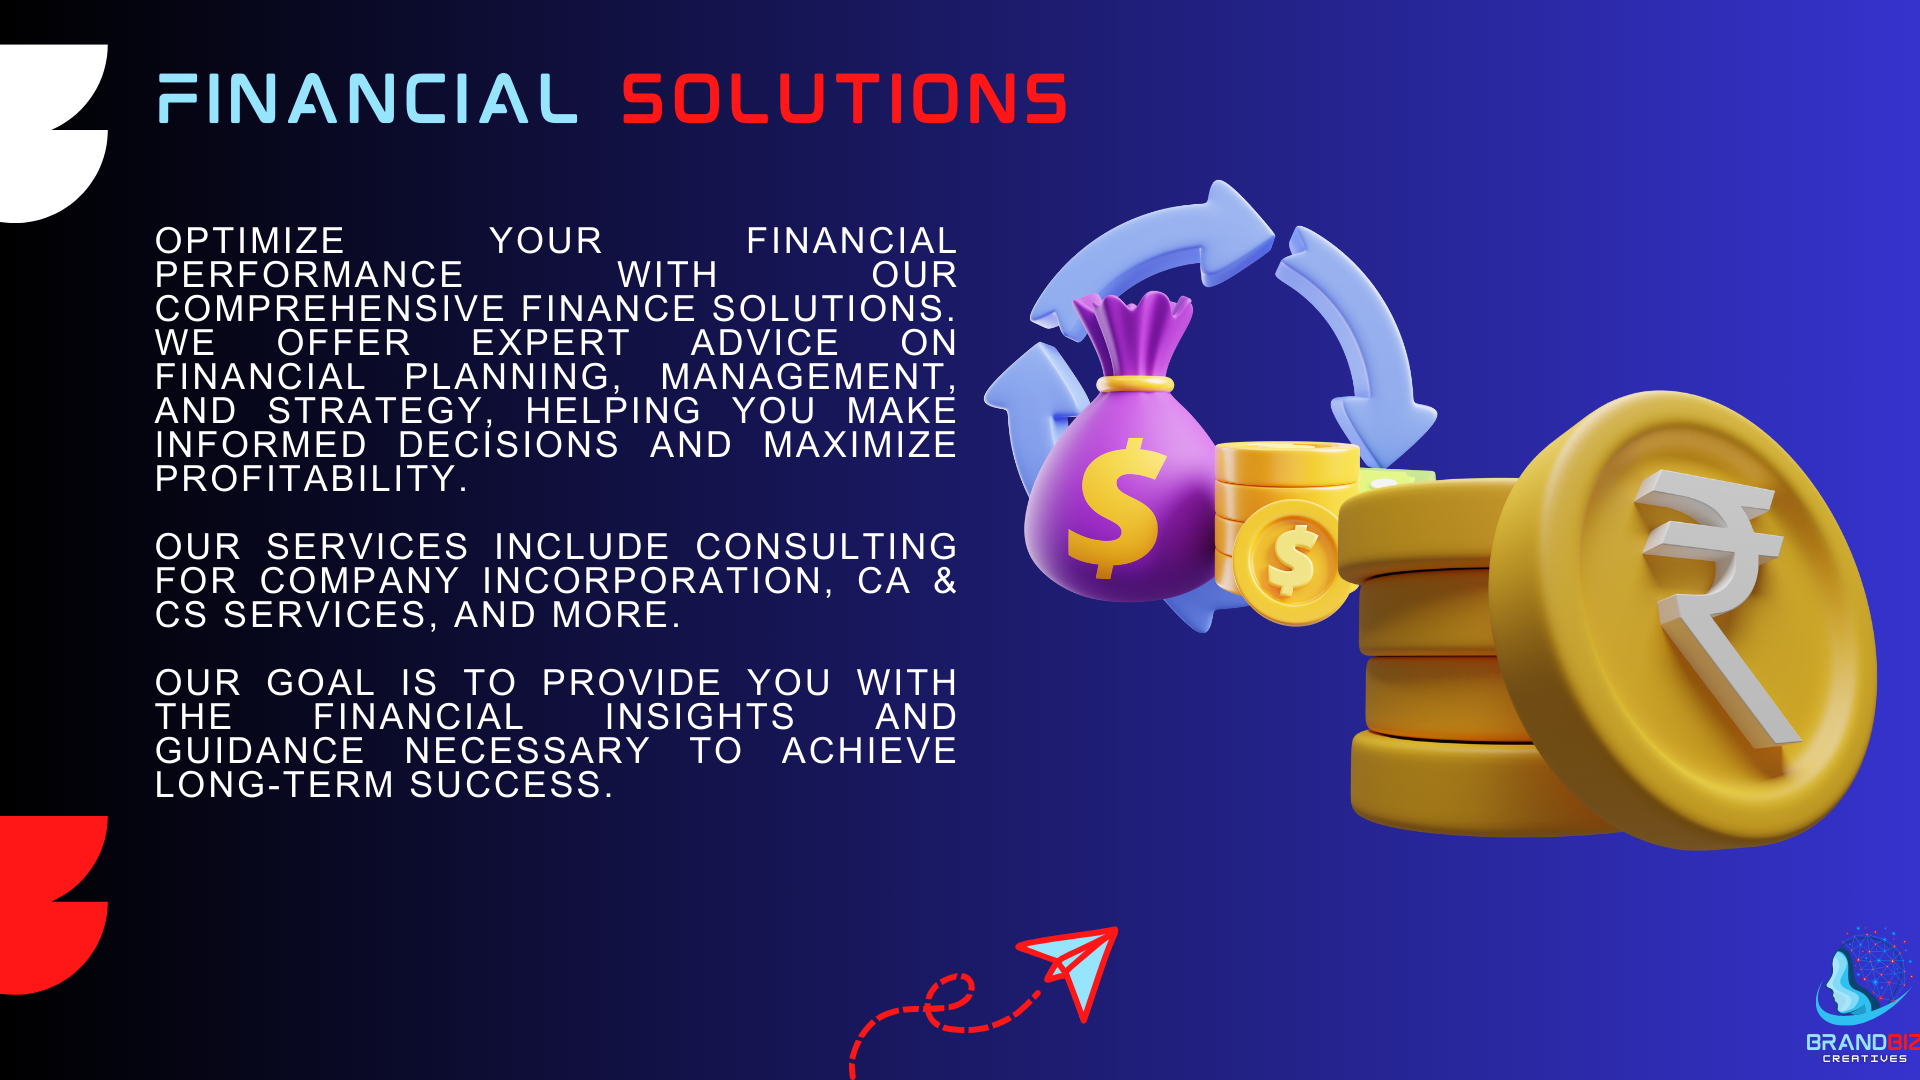 FINANCIAL SOLUTIONS
OPTIMIZE YOUR FINANCIAL
PERFORMANCE WITH OUR
COMPREHENSIVE FINANCE SOLUTIONS.
WE OFFER EXPERT ADVICE ON
FINANCIAL PLANNING, MANAGEMENT,
AND STRATEGY, HELPING YOU MAKE
INFORMED DECISIONS AND MAXIMIZE
PROFITABILITY.
OUR SERVICES INCLUDE CONSULTING
FOR COMPANY INCORPORATION, CA &
CS SERVICES, AND MORE.
OUR GOAL IS TO PROVIDE YOU WITH
THE FINANCIAL INSIGHTS AND
GUIDANCE NECESSARY TO ACHIEVE
LONG-TERM SUCCESS.
$
$
₹
BRANDBIZ
CREATIVES